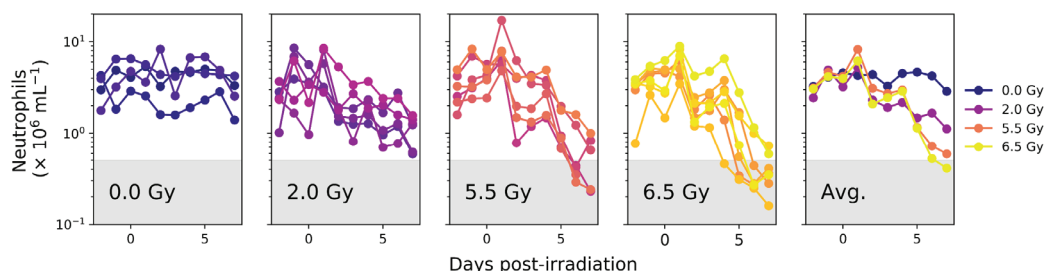 Neutrophils
(× 10⁶ mL⁻¹)
10¹
10⁰
10⁻¹
0.0 Gy
2.0 Gy
5.5 Gy
6.5 Gy
Avg.
0 5
0 5
0 5
0 5
0 5
Days post-irradiation
0.0 Gy
2.0 Gy
5.5 Gy
6.5 Gy